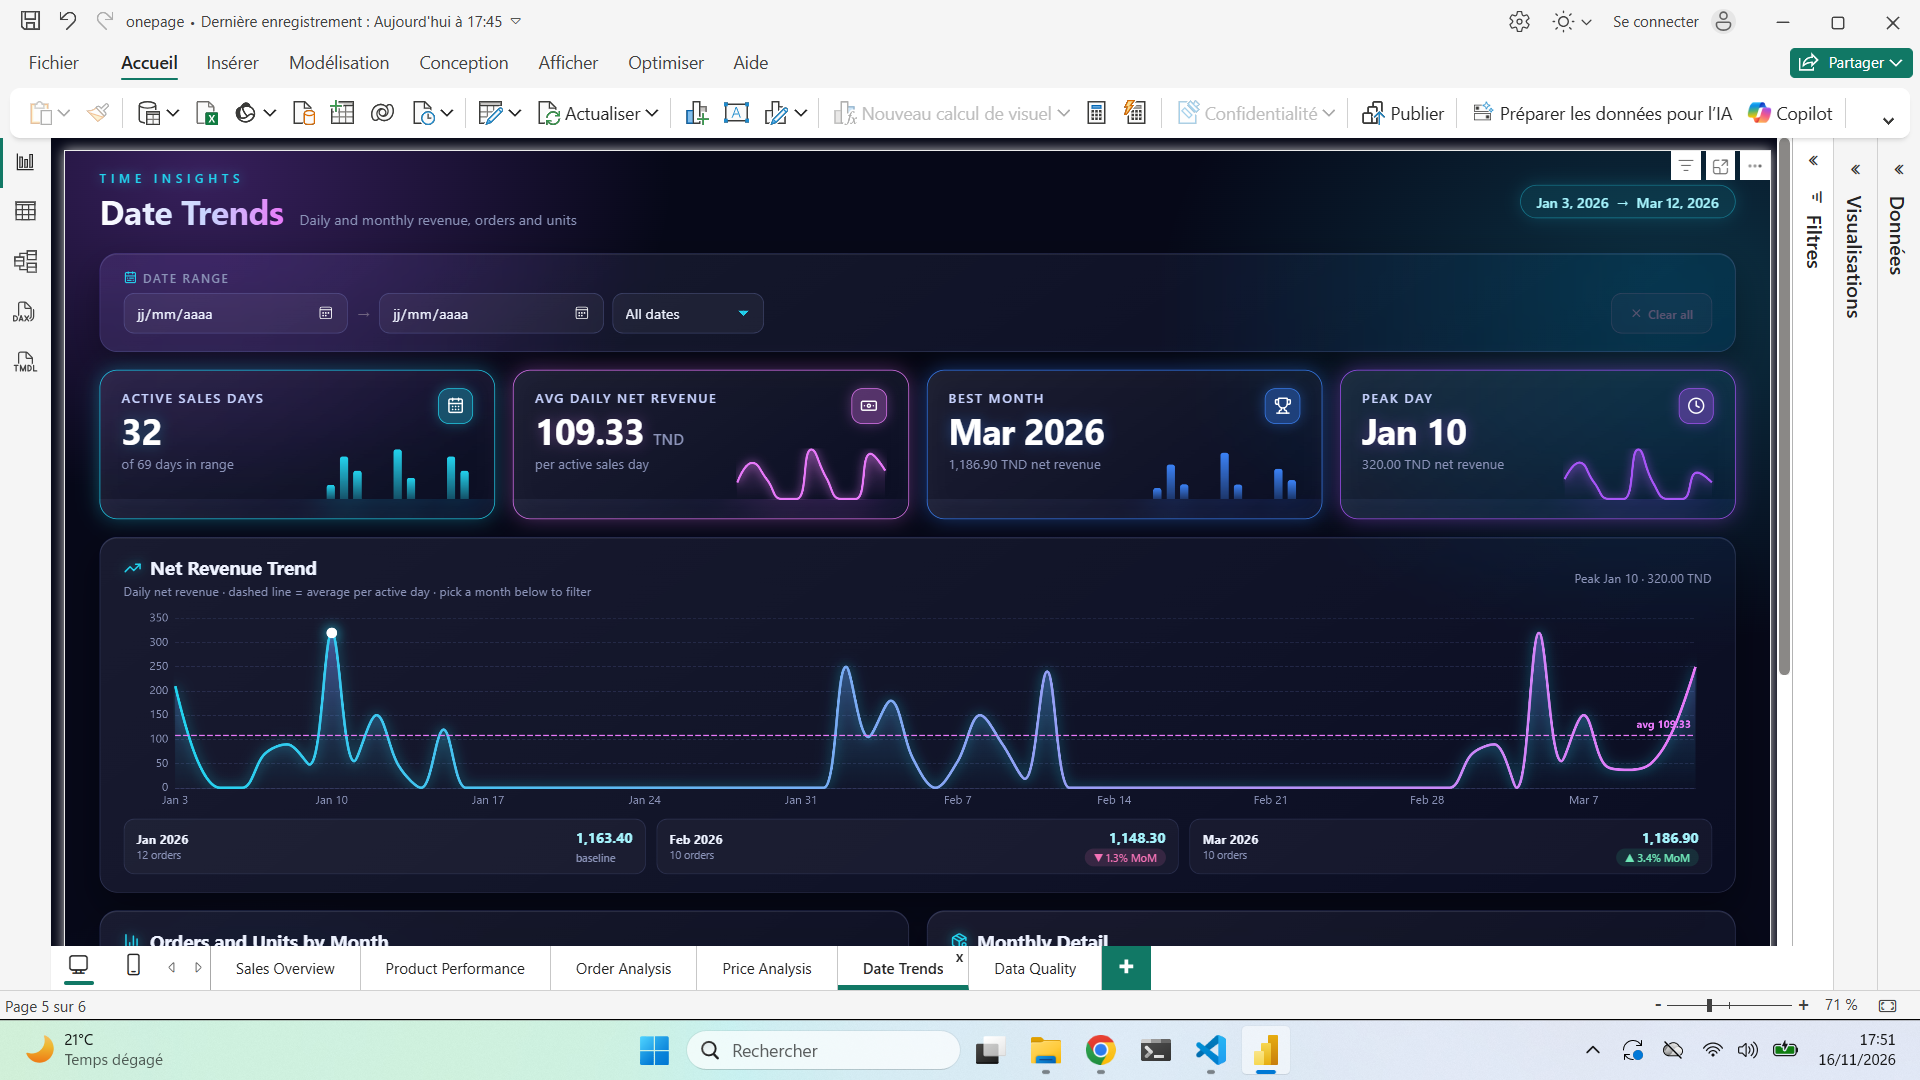 onepage • Dernière enregistrement : Aujourd'hui à 17:45
Se connecter
Fichier
Accueil
Insérer
Modélisation
Conception
Afficher
Optimiser
Aide
Partager
Actualiser
Nouveau calcul de visuel
Confidentialité
Publier
Préparer les données pour l'IA
Copilot
DAX
TMDL
TIME INSIGHTS
Date Trends
Daily and monthly revenue, orders and units
Jan 3, 2026 → Mar 12, 2026
Filtres
Visualisations
Données
DATE RANGE
jj/mm/aaaa
→
jj/mm/aaaa
All dates
× Clear all
ACTIVE SALES DAYS
32
of 69 days in range
AVG DAILY NET REVENUE
109.33 TND
per active sales day
BEST MONTH
Mar 2026
1,186.90 TND net revenue
PEAK DAY
Jan 10
320.00 TND net revenue
Net Revenue Trend
Daily net revenue · dashed line = average per active day · pick a month below to filter
Peak Jan 10 · 320.00 TND
350
300
250
200
150
100
50
0
avg 109.33
Jan 3
Jan 10
Jan 17
Jan 24
Jan 31
Feb 7
Feb 14
Feb 21
Feb 28
Mar 7
Jan 2026
12 orders
1,163.40
baseline
Feb 2026
10 orders
1,148.30
▼ 1.3% MoM
Mar 2026
10 orders
1,186.90
▲ 3.4% MoM
Orders and Units by Month
Monthly Detail
Sales Overview
Product Performance
Order Analysis
Price Analysis
Date Trends
x
Data Quality
+
Page 5 sur 6
- + 71 %
21°C
Temps dégagé
Rechercher
17:51
16/11/2026